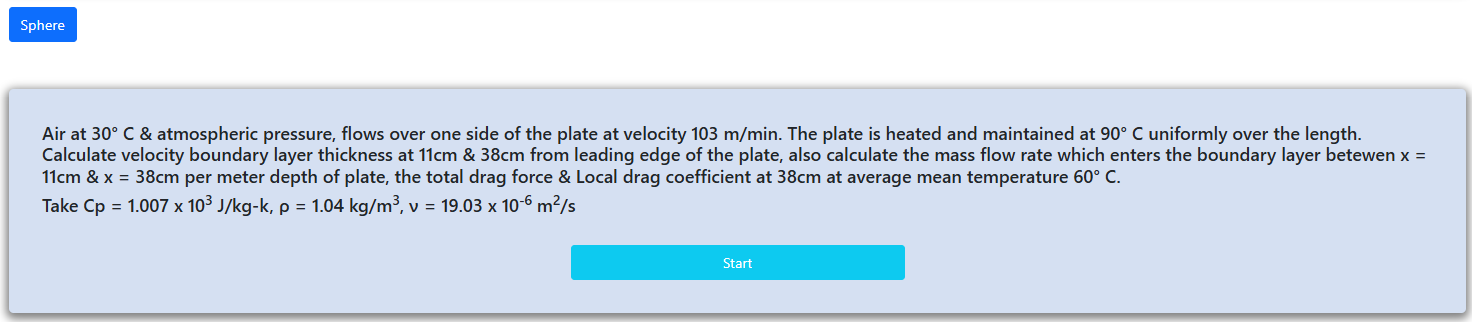 Sphere
Air at 30° C & atmospheric pressure, flows over one side of the plate at velocity 103 m/min. The plate is heated and maintained at 90° C uniformly over the length.
Calculate velocity boundary layer thickness at 11cm & 38cm from leading edge of the plate, also calculate the mass flow rate which enters the boundary layer betewen x =
11cm & x = 38cm per meter depth of plate, the total drag force & Local drag coefficient at 38cm at average mean temperature 60° C.
Take Cp = 1.007 x 10³ J/kg-k, ρ = 1.04 kg/m³, ν = 19.03 x 10⁻⁶ m²/s
Start